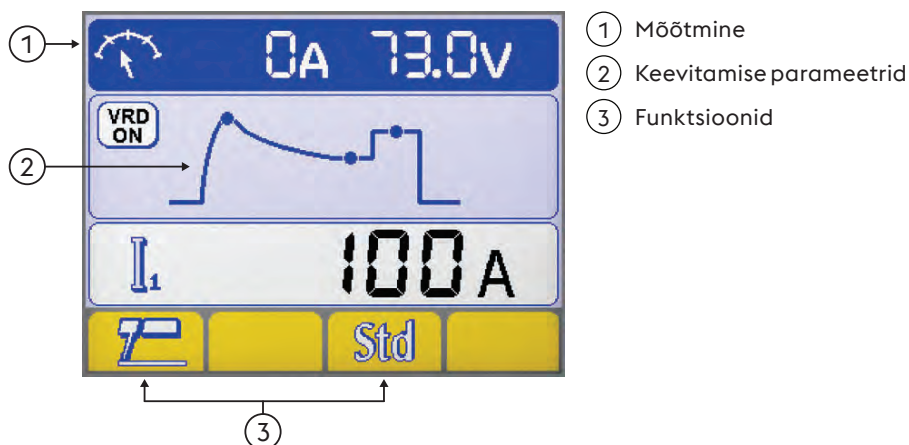 1
2
3
0A 73.0V
VRD
ON
I1
100A
Std
1 Mõõtmine
2 Keevitamise parameetrid
3 Funktsioonid